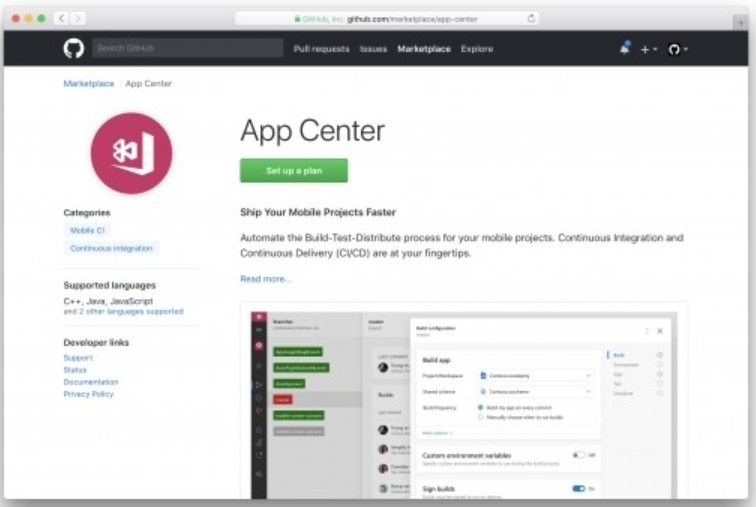 GitHub, Inc. github.com/marketplace/app-center
Search GitHub
Pull requests Issues Marketplace Explore
Marketplace App Center
App Center
Set up a plan
Categories
Mobile CI
Continuous integration
Supported languages
C++, Java, JavaScript
and 2 other languages supported
Developer links
Support
Status
Documentation
Privacy Policy
Ship Your Mobile Projects Faster
Automate the Build-Test-Distribute process for your mobile projects. Continuous Integration and
Continuous Delivery (CI/CD) are at your fingertips.
Read more...
Branches
master
Builds
Build configuration
Build app
Project/Workspace
Shared scheme
Build frequency
Build my app on every commit
Manually choose when to run builds
Custom environment variables
Off
Sign builds
On
Build
Test
Distribute